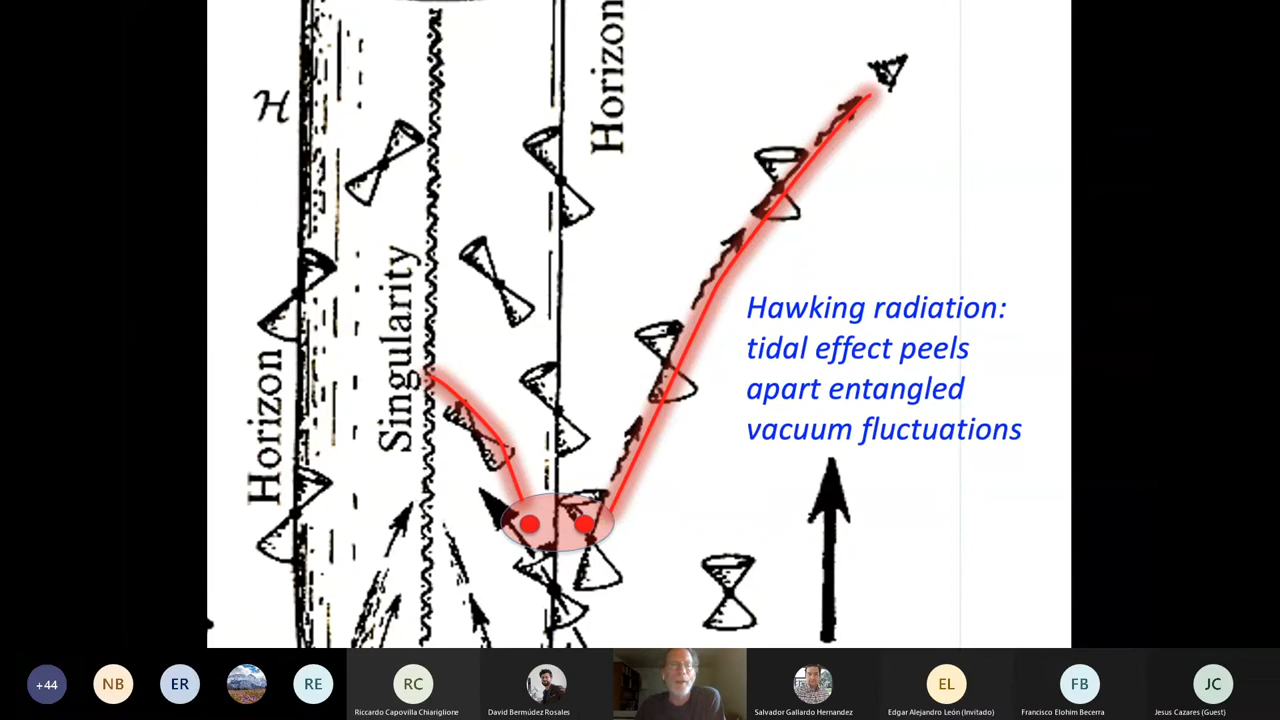 ℋ
Horizon
Singularity
Horizon
Hawking radiation:
tidal effect peels
apart entangled
vacuum fluctuations
+44
NB
ER
RE
RC
EL
FB
JC
Riccardo Capovilla Chiariglione
David Bermúdez Rosales
Salvador Gallardo Hernandez
Edgar Alejandro León (Invitado)
Francisco Elohim Becerra
Jesus Cazares (Guest)